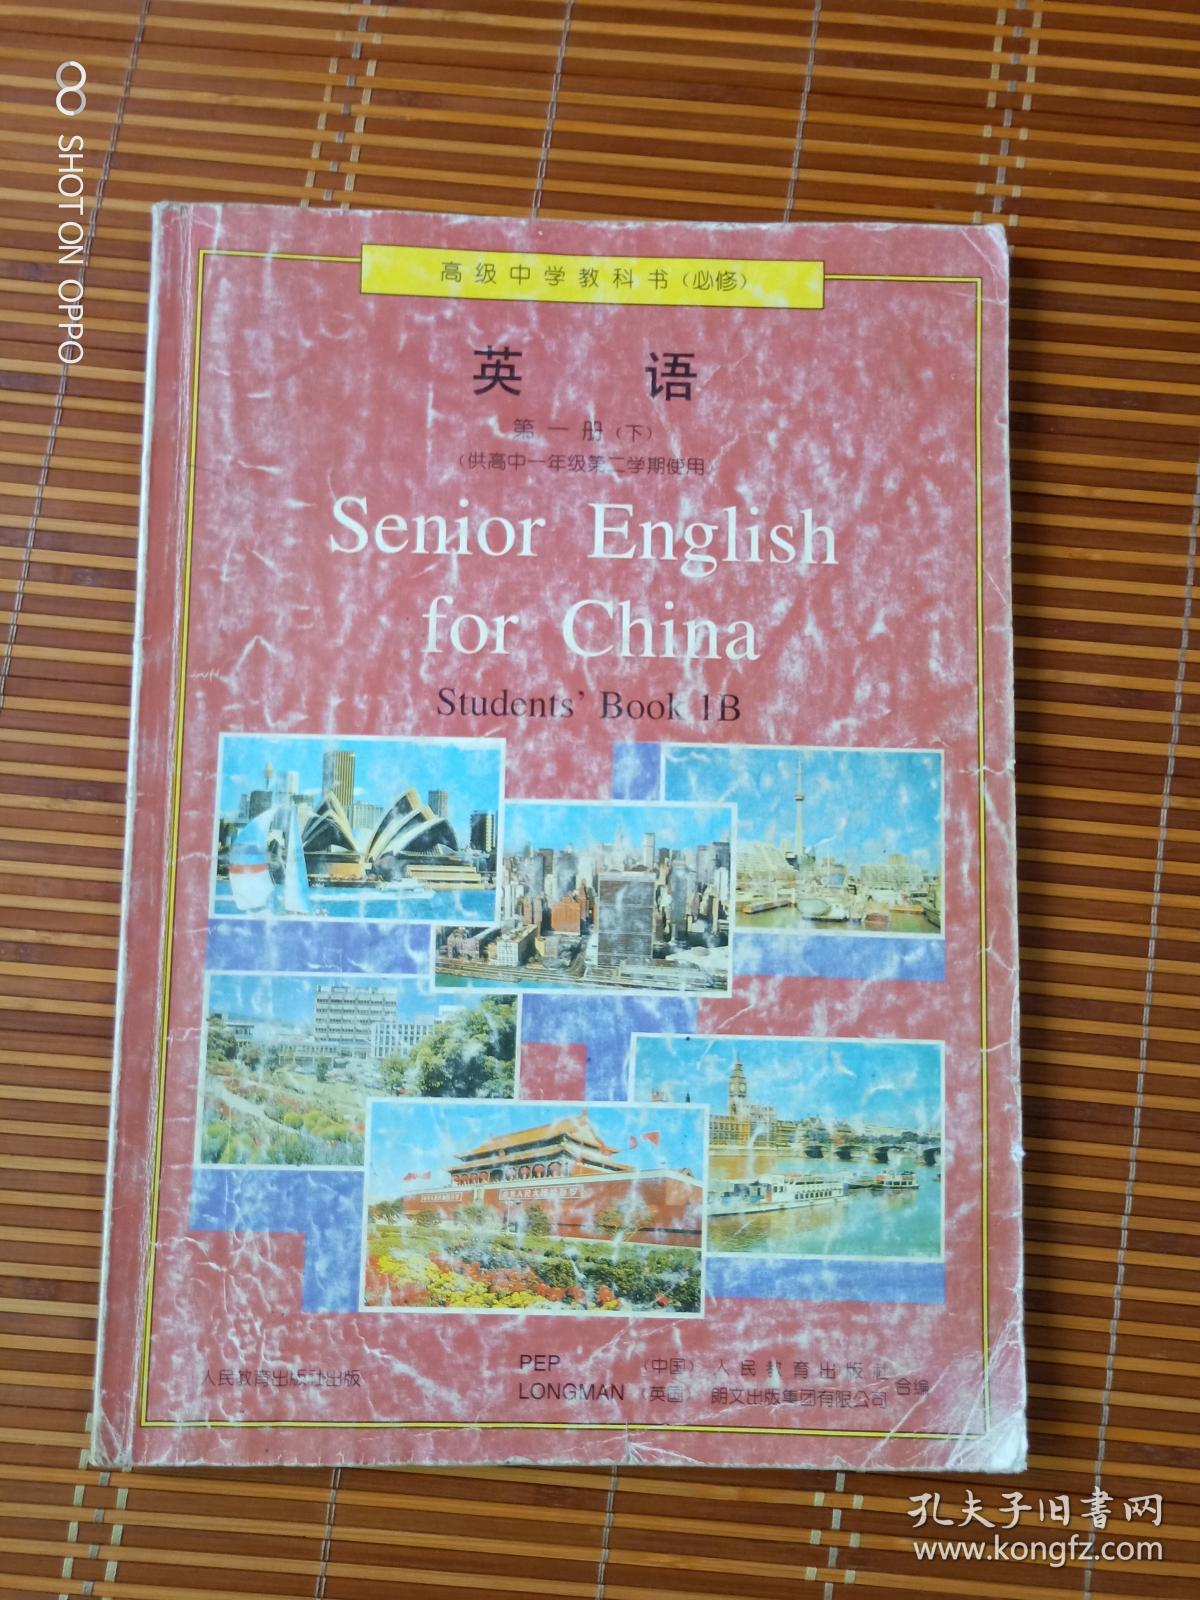 SHOT ON OPPO
高级中学教科书(必修)
英语
第一册(下)
(供高中一年级第二学期使用)
Senior English
for China
Students' Book 1B
人民教育出版社出版
PEP (中国) 人民教育出版社
LONGMAN (英国) 朗文出版集团有限公司
合编
孔夫子旧書网
www.kongfz.com